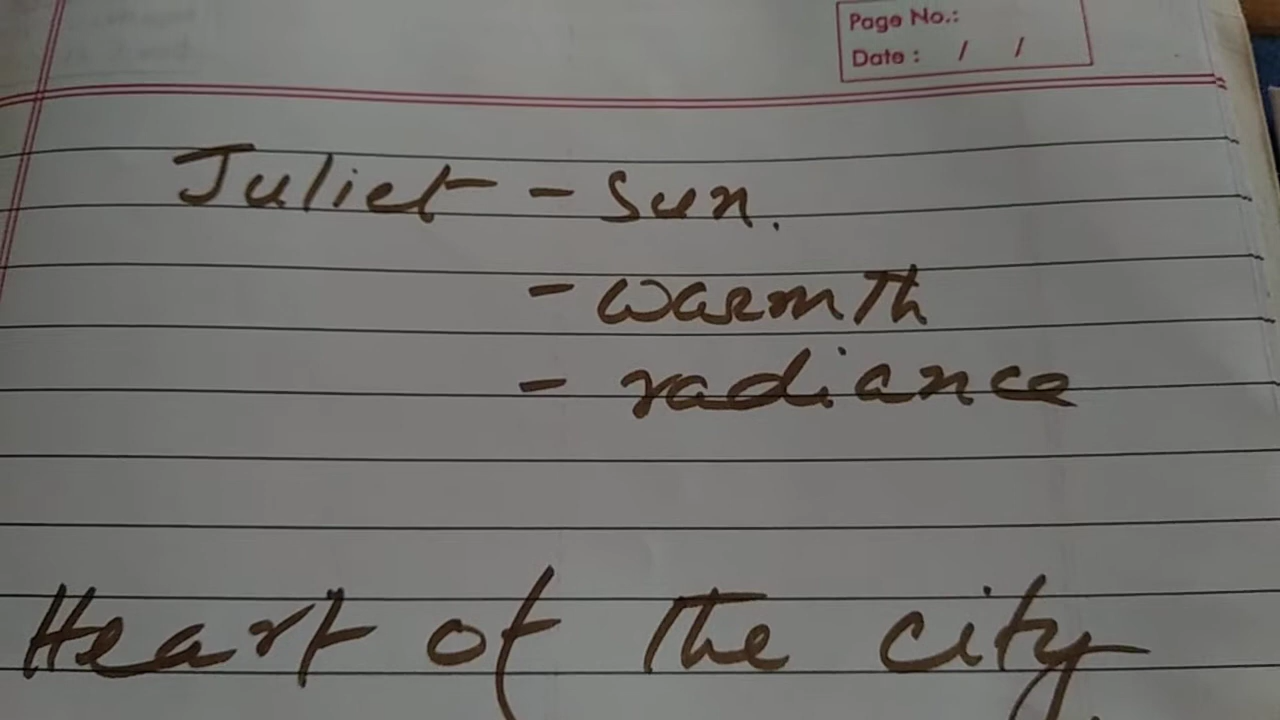 Page No.:
Date : / /
Juliet - Sun.
- warmth
- radiance
Heart of the city.